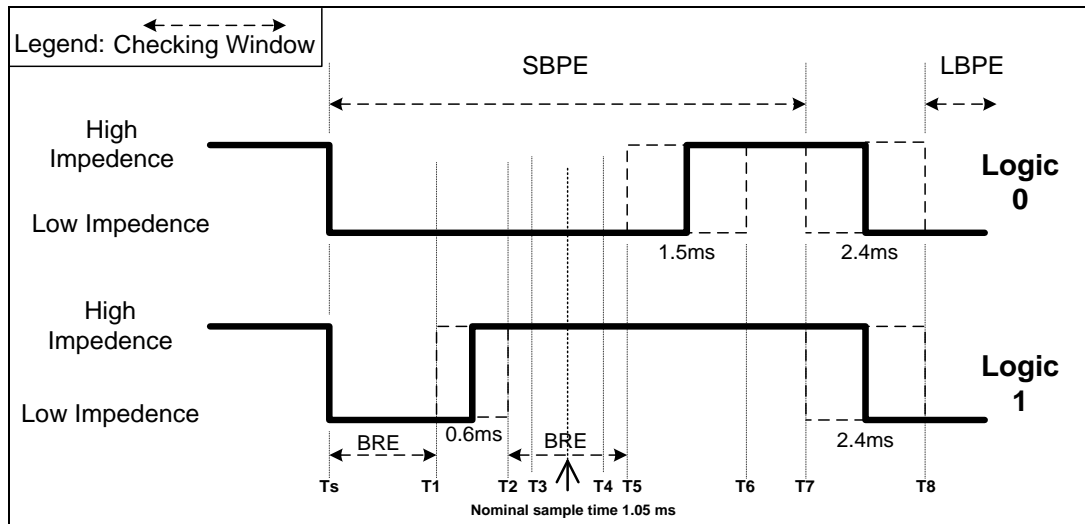 Legend: Checking Window
SBPE
LBPE
High
Impedence
Low Impedence
Logic
0
1.5ms
2.4ms
High
Impedence
Low Impedence
Logic
1
0.6ms
2.4ms
BRE
BRE
Ts
T1
T2
T3
T4
T5
T6
T7
T8
Nominal sample time 1.05 ms